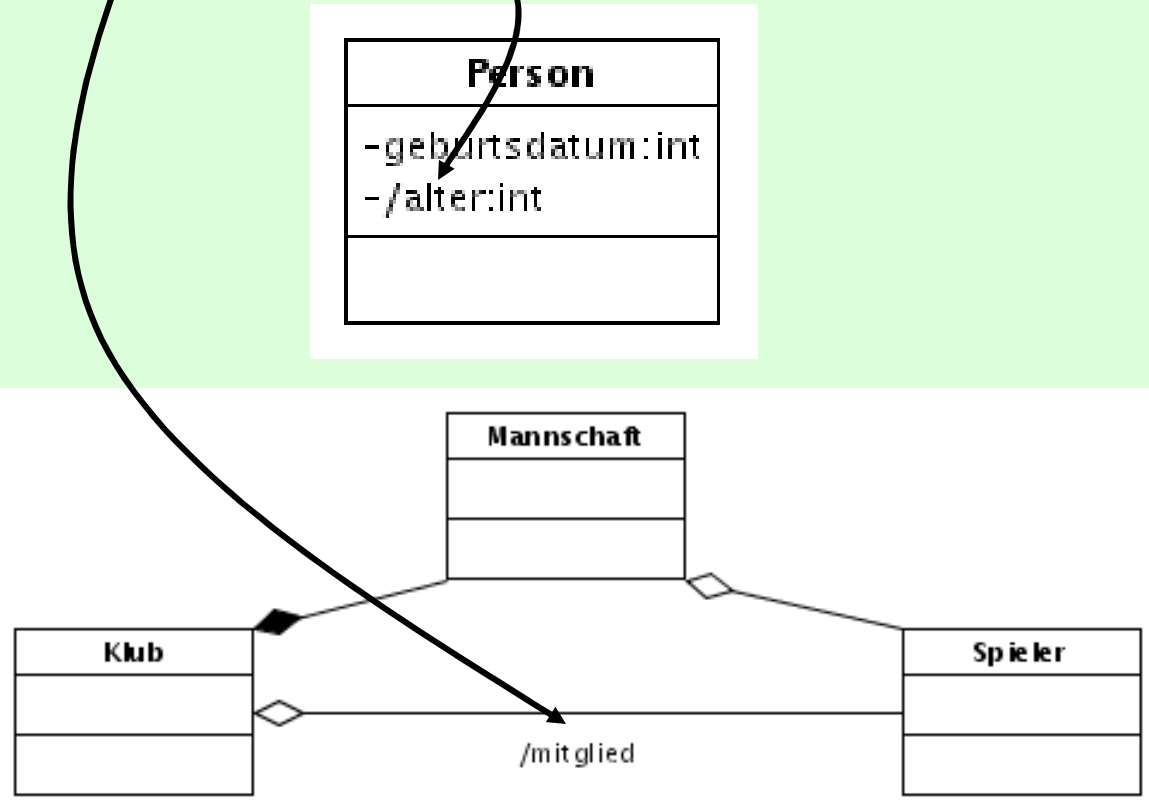 Person
-geburtsdatum:int
-/alter:int
Mannschaft
Klub
Spieler
/mitglied